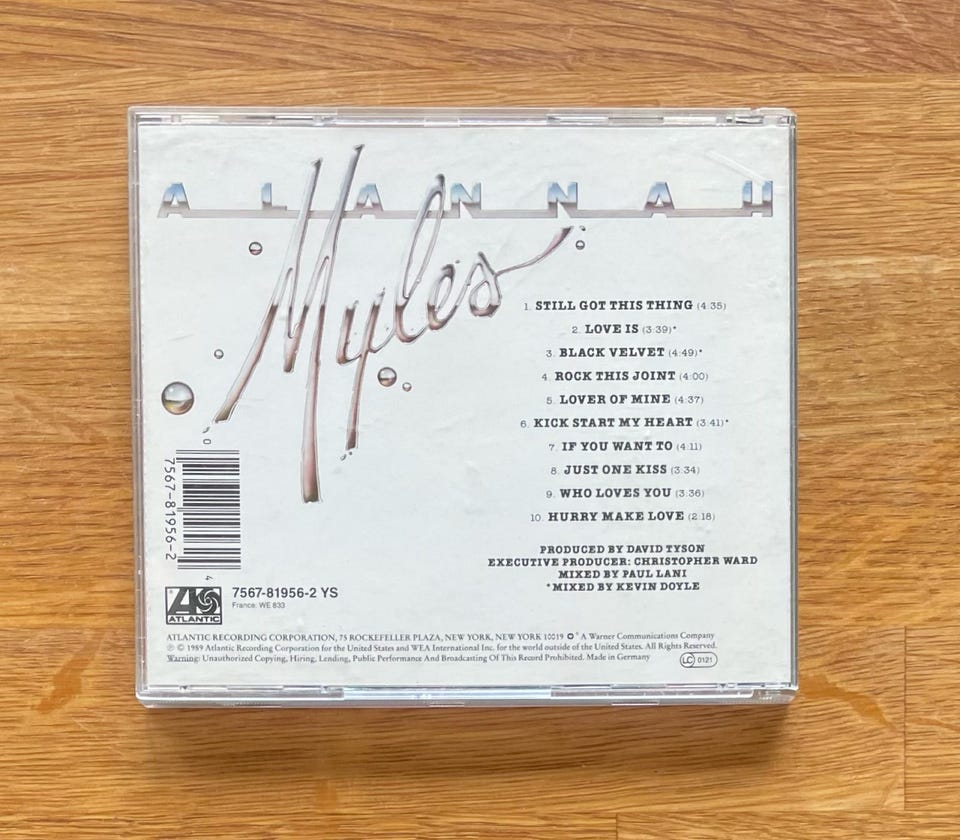 ALANNAH
Myles
1. STILL GOT THIS THING (4:35)
2. LOVE IS (3:39)*
3. BLACK VELVET (4:49)*
4. ROCK THIS JOINT (4:00)
5. LOVER OF MINE (4:37)
6. KICK START MY HEART (3:41)*
7. IF YOU WANT TO (4:11)
8. JUST ONE KISS (3:34)
9. WHO LOVES YOU (3:36)
10. HURRY MAKE LOVE (2:18)
PRODUCED BY DAVID TYSON
EXECUTIVE PRODUCER: CHRISTOPHER WARD
MIXED BY PAUL LANI
*MIXED BY KEVIN DOYLE
0
7567-81956-2
4
ATLANTIC
7567-81956-2 YS
France: WE 833
ATLANTIC RECORDING CORPORATION, 75 ROCKEFELLER PLAZA, NEW YORK, NEW YORK 10019 ® A Warner Communications Company
℗ © 1989 Atlantic Recording Corporation for the United States and WEA International Inc. for the world outside of the United States. All Rights Reserved.
Warning: Unauthorized Copying, Hiring, Lending, Public Performance And Broadcasting Of This Record Prohibited. Made in Germany
LC 0121